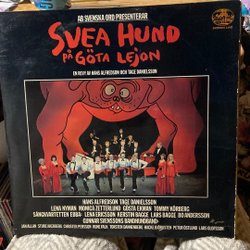 AB SVENSKA ORD PRESENTERAR
SVEA HUND
PÅ GÖTA LEJON
EN REVY AV HANS ALFREDSON OCH TAGE DANIELSSON
HANS ALFREDSON TAGE DANIELSSON
LENA NYMAN MONICA ZETTERLUND GÖSTA EKMAN TOMMY KÖRBERG
SÅNGKVARTETTEN EBBA: LENA ERICSSON KERSTIN BAGGE LARS BAGGE BO ANDERSSON
GUNNAR SVENSSONS BANDHUNDBAND